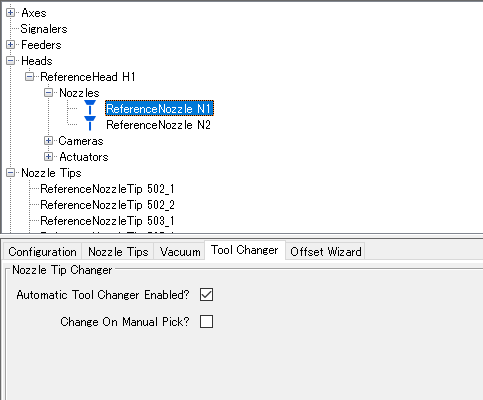 Axes
Signalers
Feeders
Heads
ReferenceHead H1
Nozzles
ReferenceNozzle N1
ReferenceNozzle N2
Cameras
Actuators
Nozzle Tips
ReferenceNozzleTip 502_1
ReferenceNozzleTip 502_2
ReferenceNozzleTip 503_1
Configuration Nozzle Tips Vacuum Tool Changer Offset Wizard
Nozzle Tip Changer
Automatic Tool Changer Enabled?
Change On Manual Pick?